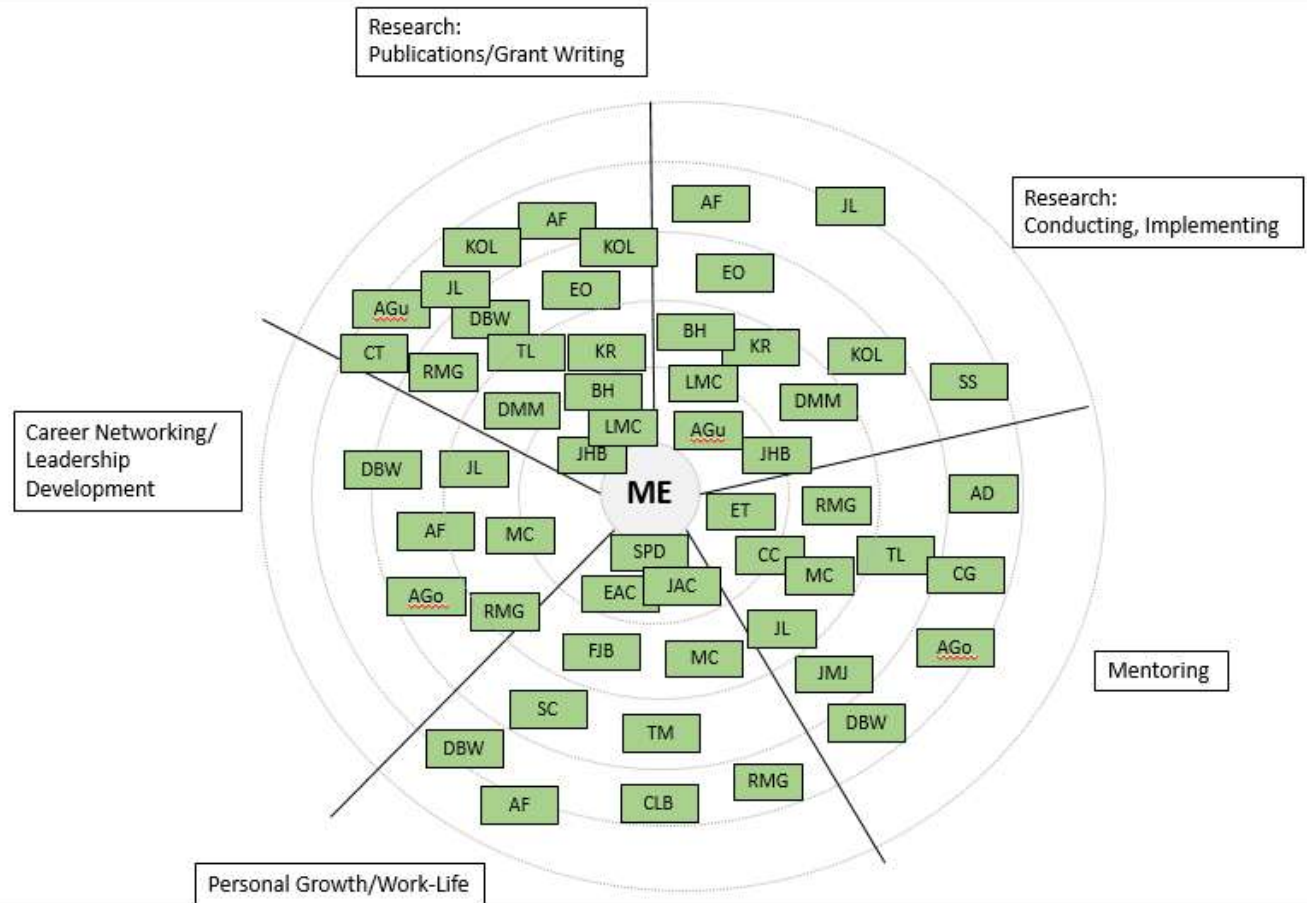 Research:
Publications/Grant Writing
Research:
Conducting, Implementing
AF
JL
AF
KOL
KOL
EO
EO
JL
AGu
DBW
BH
KR
CT
RMG
TL
KR
KOL
SS
LMC
BH
DMM
DMM
LMC
AGu
JHB
JHB
Career Networking/
Leadership
Development
DBW
JL
ME
AD
ET
RMG
AF
MC
SPD
CC
TL
MC
CG
EAC
JAC
AGo
RMG
JL
FJB
MC
AGo
JMJ
Mentoring
SC
DBW
TM
DBW
RMG
AF
CLB
Personal Growth/Work-Life